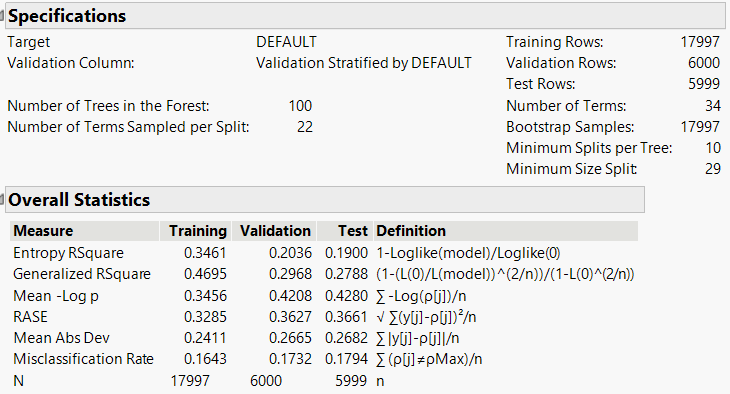 Specifications
Target DEFAULT Training Rows: 17997
Validation Column: Validation Stratified by DEFAULT Validation Rows: 6000
Test Rows: 5999
Number of Trees in the Forest: 100 Number of Terms: 34
Number of Terms Sampled per Split: 22 Bootstrap Samples: 17997
Minimum Splits per Tree: 10
Minimum Size Split: 29
Overall Statistics
Measure Training Validation Test Definition
Entropy RSquare 0.3461 0.2036 0.1900 1-Loglike(model)/Loglike(0)
Generalized RSquare 0.4695 0.2968 0.2788 (1-(L(0)/L(model))^(2/n))/(1-L(0)^(2/n))
Mean -Log p 0.3456 0.4208 0.4280 ∑ -Log(ρ[j])/n
RASE 0.3285 0.3627 0.3661 √ ∑(y[j]-ρ[j])²/n
Mean Abs Dev 0.2411 0.2665 0.2682 ∑ |y[j]-ρ[j]|/n
Misclassification Rate 0.1643 0.1732 0.1794 ∑ (ρ[j]≠ρMax)/n
N 17997 6000 5999 n